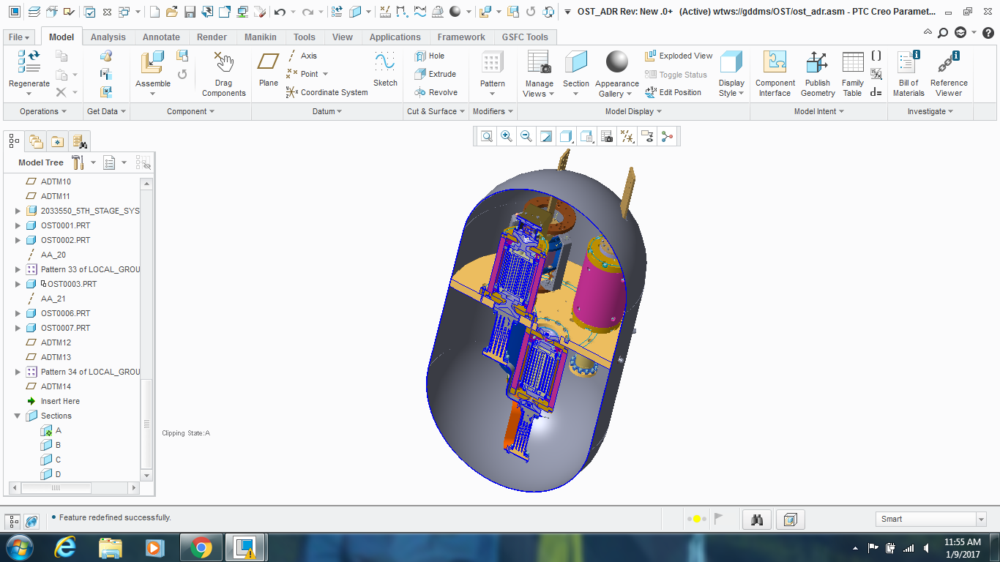 OST_ADR Rev: New .0+ (Active) wtws://gddms/OST/ost_adr.asm - PTC Creo Paramet...
File Model Analysis Annotate Render Manikin Tools View Applications Framework GSFC Tools
Regenerate
Operations
Get Data
Assemble
Drag
Components
Component
Plane
Axis
Point
Coordinate System
Sketch
Datum
Hole
Extrude
Revolve
Cut & Surface
Pattern
Modifiers
Manage
Views
Section
Appearance
Gallery
Exploded View
Toggle Status
Edit Position
Display
Style
Model Display
Component
Interface
Publish
Geometry
Family
Table
Model Intent
Bill of
Materials
Reference
Viewer
Investigate
Model Tree
ADTM10
ADTM11
2033550_5TH_STAGE_SYS
OST0001.PRT
OST0002.PRT
AA_20
Pattern 33 of LOCAL_GROU
OST0003.PRT
AA_21
OST0006.PRT
OST0007.PRT
ADTM12
ADTM13
Pattern 34 of LOCAL_GROU
ADTM14
Insert Here
Sections
A
B
C
D
Clipping State:A
Feature redefined successfully.
Smart
11:55 AM
1/9/2017